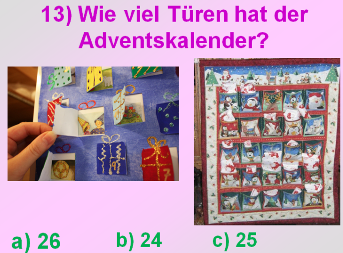 13) Wie viel Türen hat der
Adventskalender?
a) 26 b) 24 c) 25